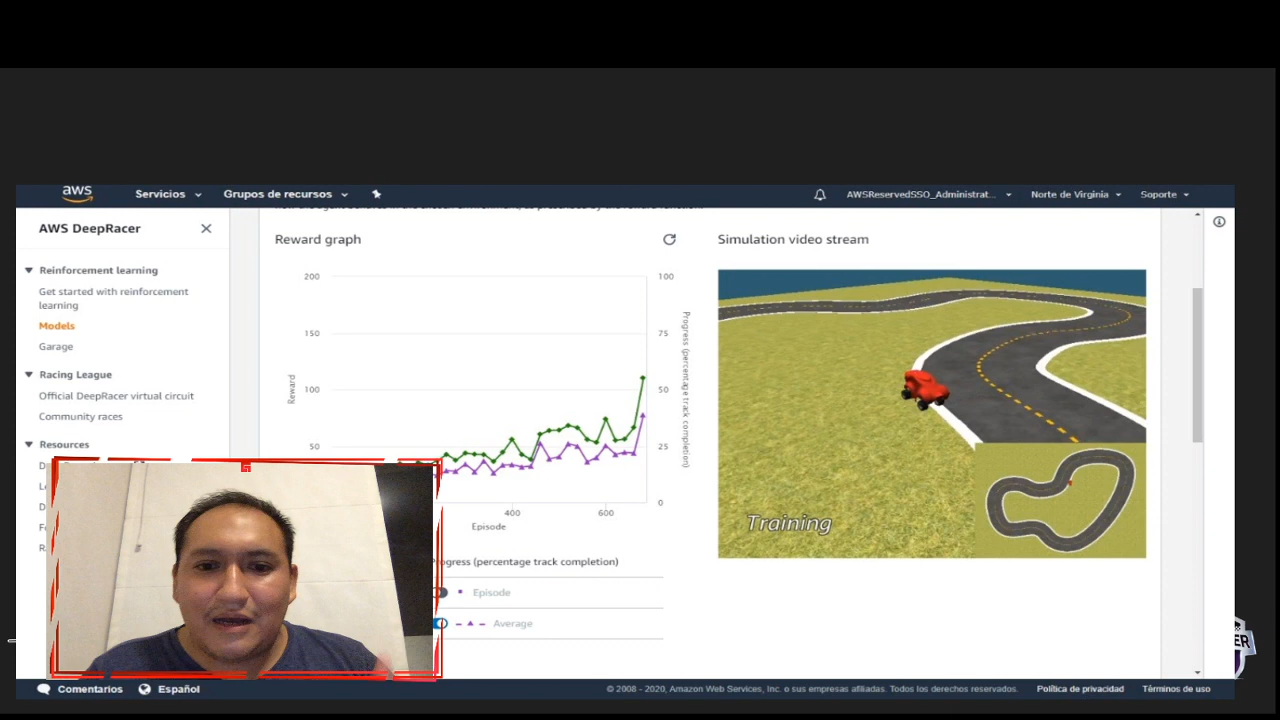 aws
Servicios
Grupos de recursos
AWSReservedSSO_Administrat...
Norte de Virginia
Soporte
AWS DeepRacer
Reinforcement learning
Get started with reinforcement
learning
Models
Garage
Racing League
Official DeepRacer virtual circuit
Community races
Resources
Reward graph
200
150
100
50
Reward
100
75
50
25
0
Progress (percentage track completion)
400
600
Episode
Progress (percentage track completion)
Episode
Average
Simulation video stream
Training
Comentarios
Español
© 2008 - 2020, Amazon Web Services, Inc. o sus empresas afiliadas. Todos los derechos reservados.
Política de privacidad
Términos de uso